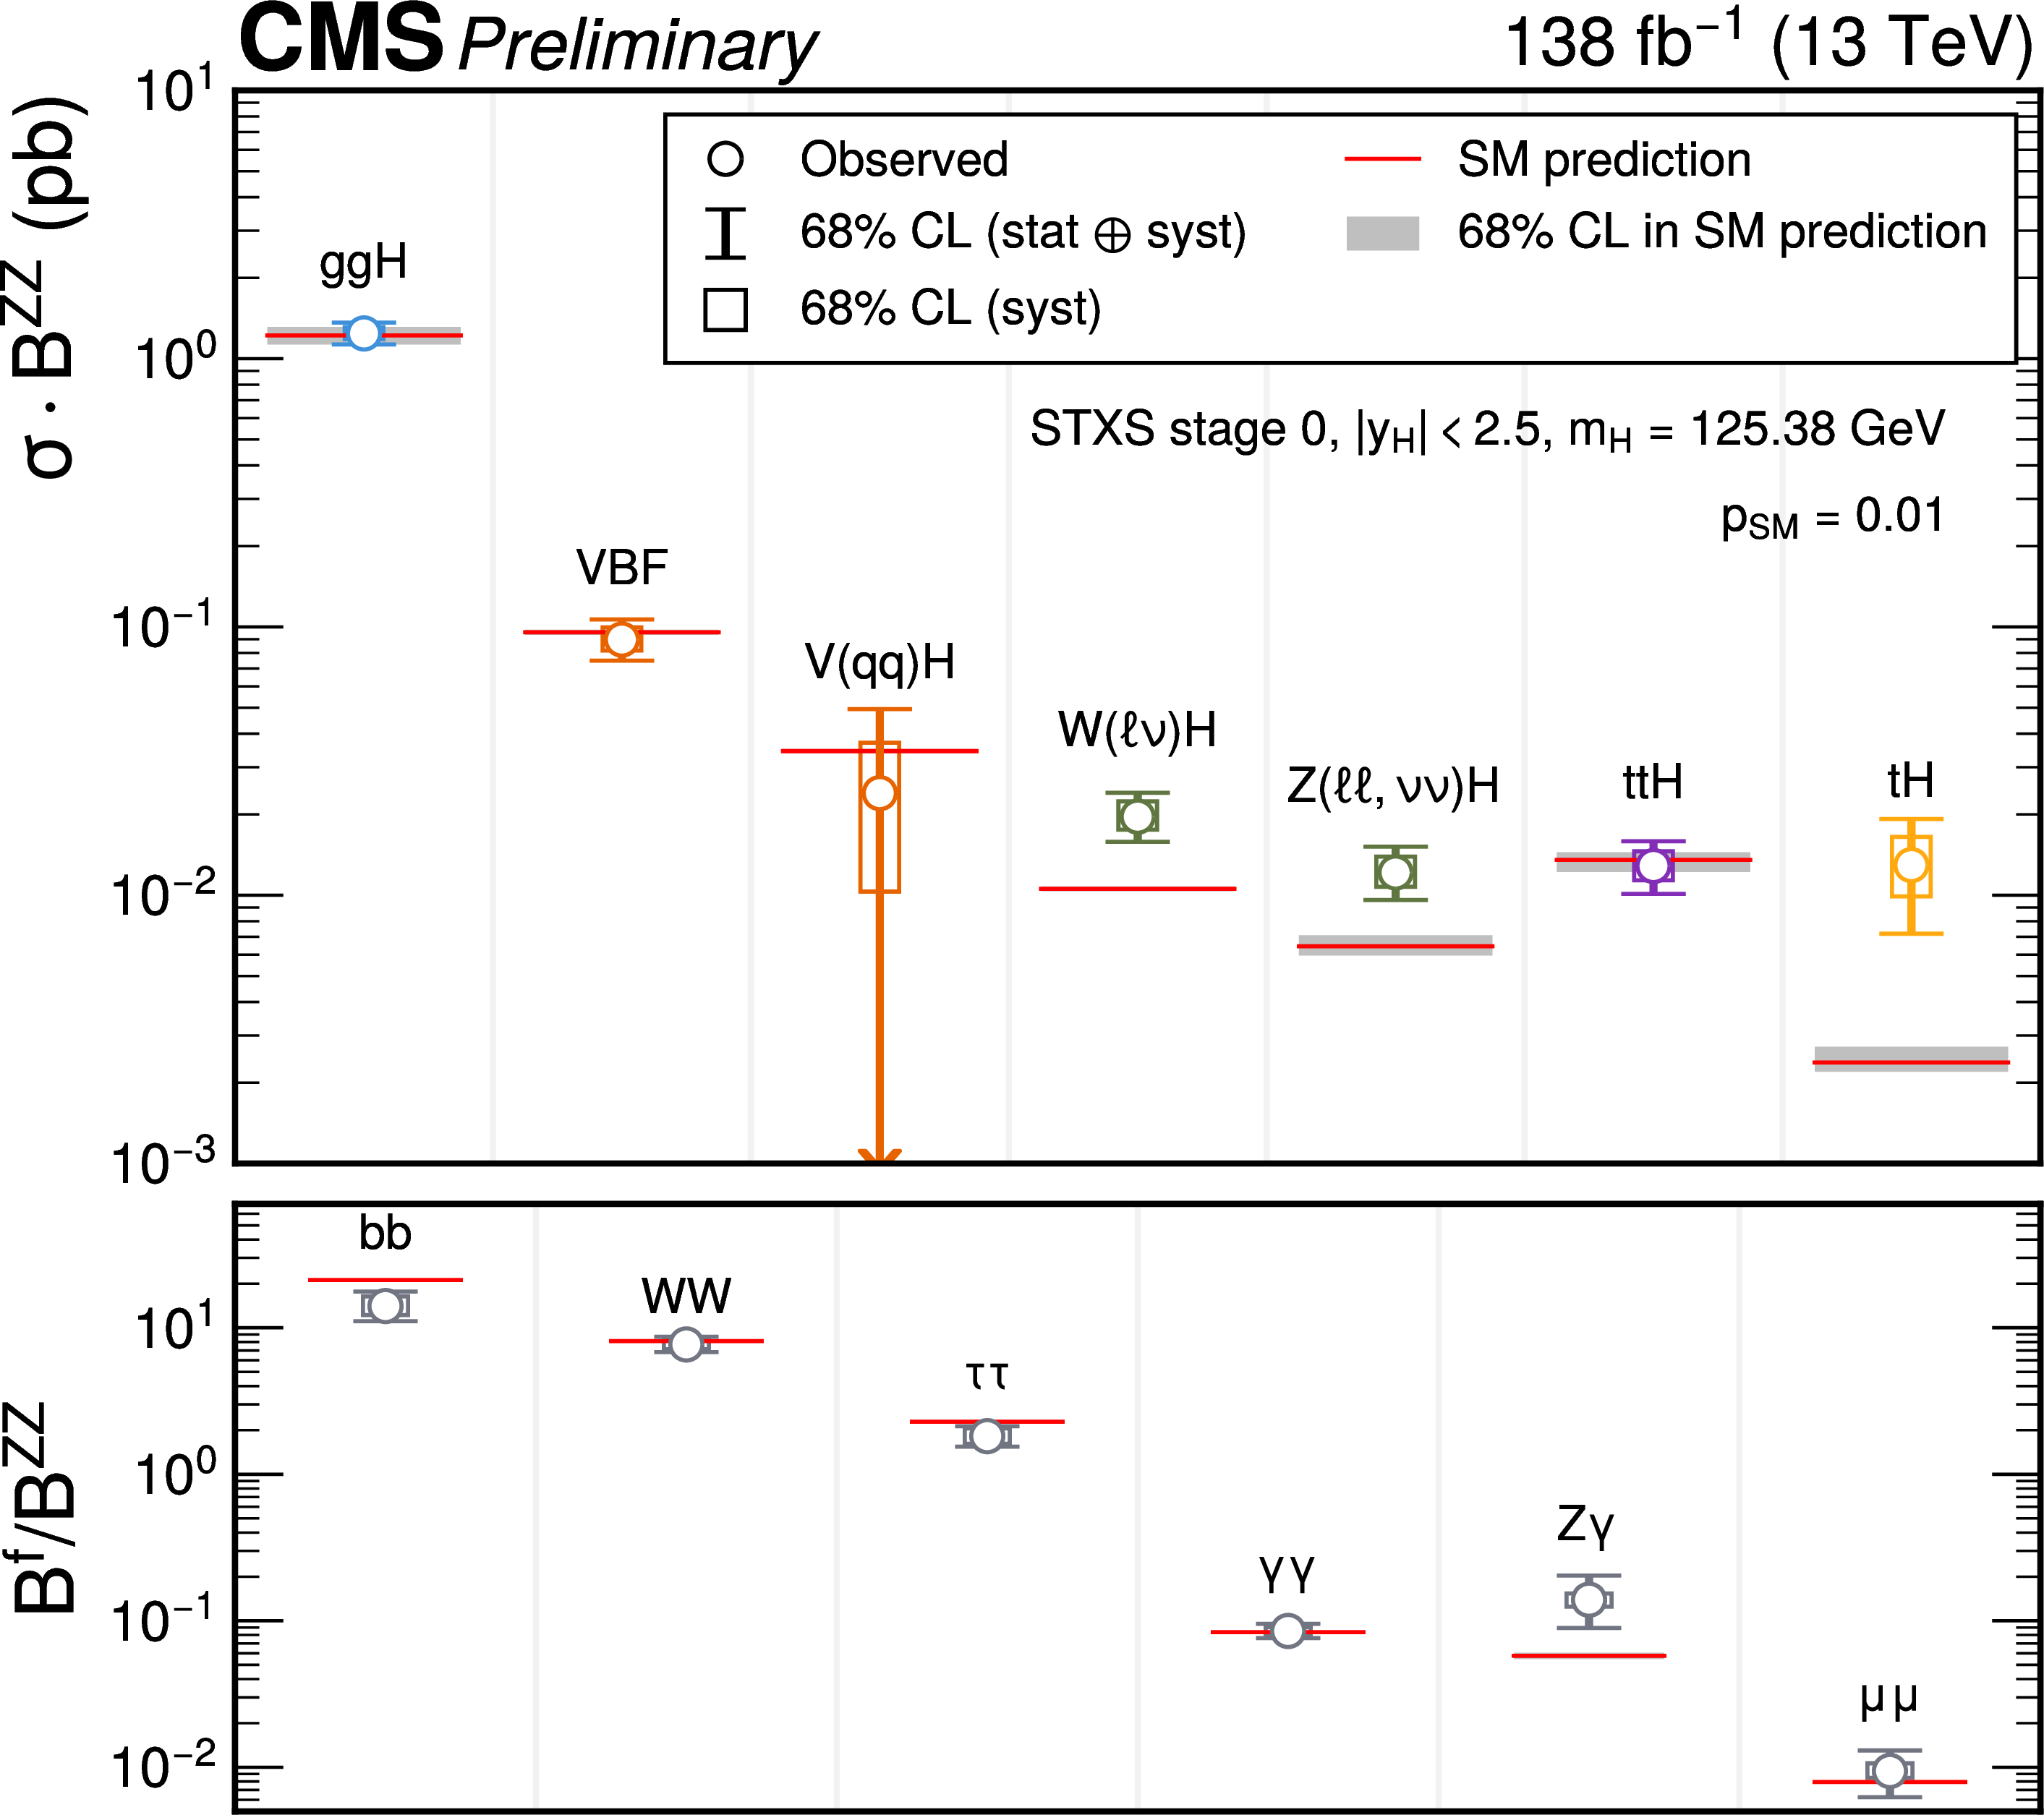 CMS Preliminary 138 fb⁻¹ (13 TeV)
σ · B^ZZ (pb)
10¹
10⁰
10⁻¹
10⁻²
10⁻³
Observed
SM prediction
68% CL (stat ⊕ syst)
68% CL in SM prediction
68% CL (syst)
STXS stage 0, |y_H| < 2.5, m_H = 125.38 GeV
p_SM = 0.01
ggH
VBF
V(qq)H
W(ℓν)H
Z(ℓℓ, νν)H
ttH
tH
B^f/B^ZZ
10¹
10⁰
10⁻¹
10⁻²
bb
WW
ττ
γγ
Zγ
μμ